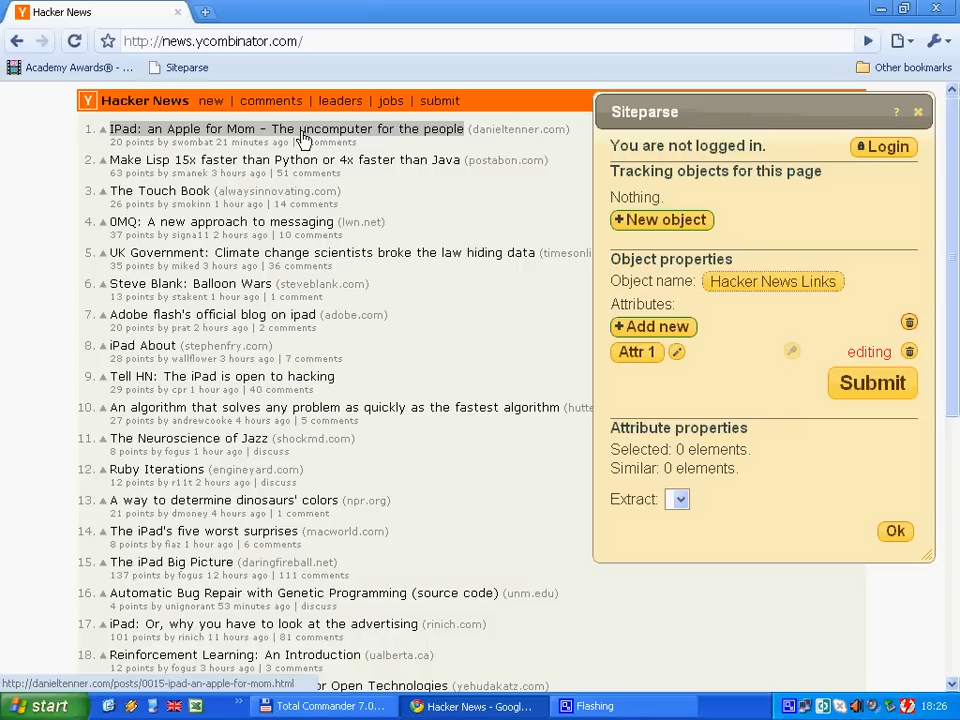 Hacker News
http://news.ycombinator.com/
Academy Awards® - ...
Siteparse
Other bookmarks
Y Hacker News new | comments | leaders | jobs | submit
1. IPad: an Apple for Mom - The uncomputer for the people (danieltenner.com)
20 points by swombat 21 minutes ago | comments
2. Make Lisp 15x faster than Python or 4x faster than Java (postabon.com)
63 points by smanek 3 hours ago | 51 comments
3. The Touch Book (alwaysinnovating.com)
26 points by smokinn 1 hour ago | 14 comments
4. 0MQ: A new approach to messaging (lwn.net)
37 points by signa11 2 hours ago | 10 comments
5. UK Government: Climate change scientists broke the law hiding data (timesonli
35 points by miked 3 hours ago | 36 comments
6. Steve Blank: Balloon Wars (steveblank.com)
13 points by stakent 1 hour ago | 1 comment
7. Adobe flash's official blog on ipad (adobe.com)
20 points by prat 2 hours ago | 2 comments
8. iPad About (stephenfry.com)
28 points by wallflower 3 hours ago | 7 comments
9. Tell HN: The iPad is open to hacking
29 points by cpr 1 hour ago | 40 comments
10. An algorithm that solves any problem as quickly as the fastest algorithm (hutte
27 points by andrewcooke 4 hours ago | 5 comments
11. The Neuroscience of Jazz (shockmd.com)
8 points by fogus 1 hour ago | discuss
12. Ruby Iterations (engineyard.com)
12 points by r11t 2 hours ago | discuss
13. A way to determine dinosaurs' colors (npr.org)
21 points by dmoney 4 hours ago | 1 comment
14. The iPad's five worst surprises (macworld.com)
8 points by fiaz 1 hour ago | 6 comments
15. The iPad Big Picture (daringfireball.net)
137 points by fogus 12 hours ago | 111 comments
16. Automatic Bug Repair with Genetic Programming (source code) (unm.edu)
4 points by unignorant 53 minutes ago | discuss
17. iPad: Or, why you have to look at the advertising (rinich.com)
101 points by rinich 11 hours ago | 81 comments
18. Reinforcement Learning: An Introduction (ualberta.ca)
12 points by fogus 3 hours ago | 3 comments
or Open Technologies (yehudakatz.com)
Siteparse ?
You are not logged in. Login
Tracking objects for this page
Nothing.
+New object
Object properties
Object name: Hacker News Links
Attributes:
+Add new
Attr 1 editing
Submit
Attribute properties
Selected: 0 elements.
Similar: 0 elements.
Extract:
Ok
http://danieltenner.com/posts/0015-ipad-an-apple-for-mom.html
start
Total Commander 7.0...
Hacker News - Googl...
Flashing
18:26